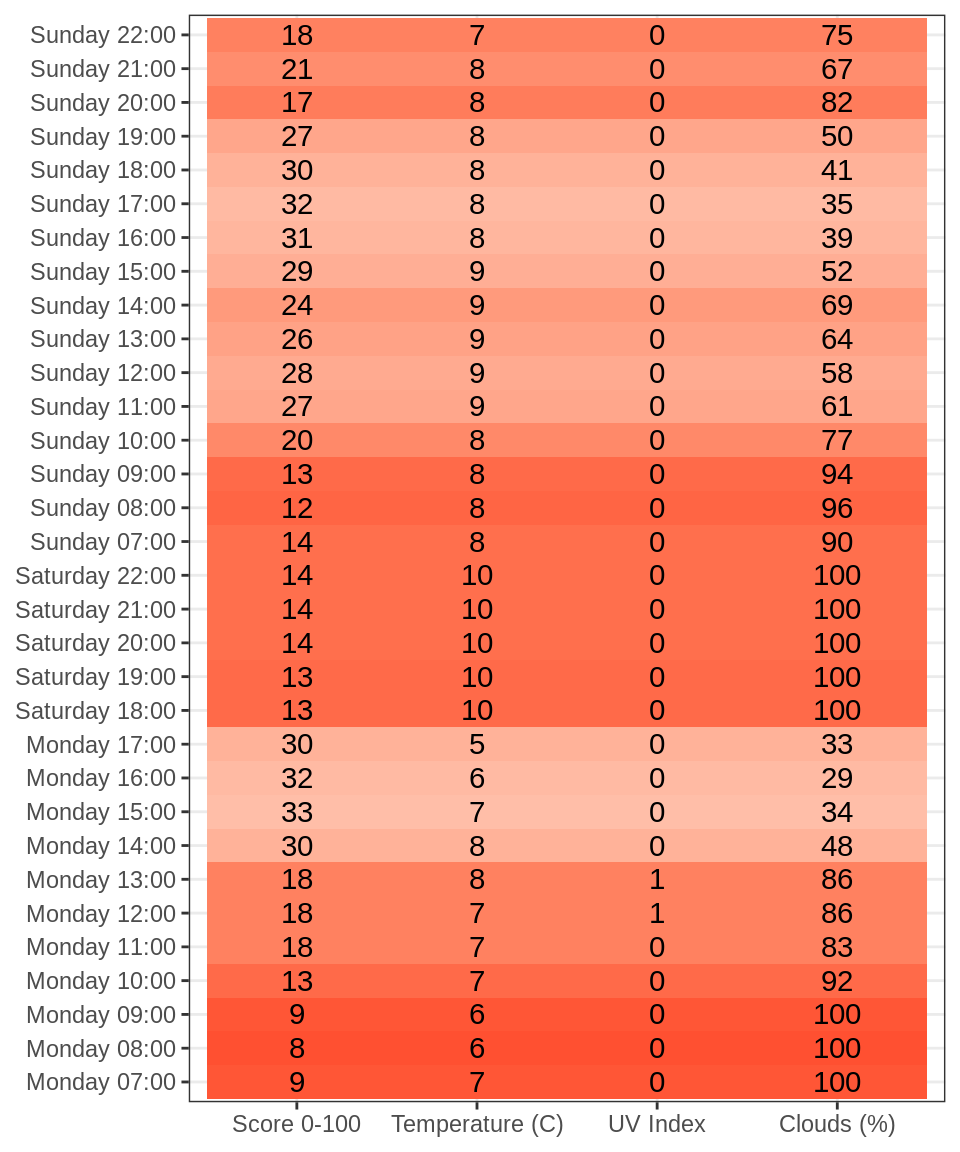 Sunday 22:00 18 7 0 75
Sunday 21:00 21 8 0 67
Sunday 20:00 17 8 0 82
Sunday 19:00 27 8 0 50
Sunday 18:00 30 8 0 41
Sunday 17:00 32 8 0 35
Sunday 16:00 31 8 0 39
Sunday 15:00 29 9 0 52
Sunday 14:00 24 9 0 69
Sunday 13:00 26 9 0 64
Sunday 12:00 28 9 0 58
Sunday 11:00 27 9 0 61
Sunday 10:00 20 8 0 77
Sunday 09:00 13 8 0 94
Sunday 08:00 12 8 0 96
Sunday 07:00 14 8 0 90
Saturday 22:00 14 10 0 100
Saturday 21:00 14 10 0 100
Saturday 20:00 14 10 0 100
Saturday 19:00 13 10 0 100
Saturday 18:00 13 10 0 100
Monday 17:00 30 5 0 33
Monday 16:00 32 6 0 29
Monday 15:00 33 7 0 34
Monday 14:00 30 8 0 48
Monday 13:00 18 8 1 86
Monday 12:00 18 7 1 86
Monday 11:00 18 7 0 83
Monday 10:00 13 7 0 92
Monday 09:00 9 6 0 100
Monday 08:00 8 6 0 100
Monday 07:00 9 7 0 100
Score 0-100 Temperature (C) UV Index Clouds (%)